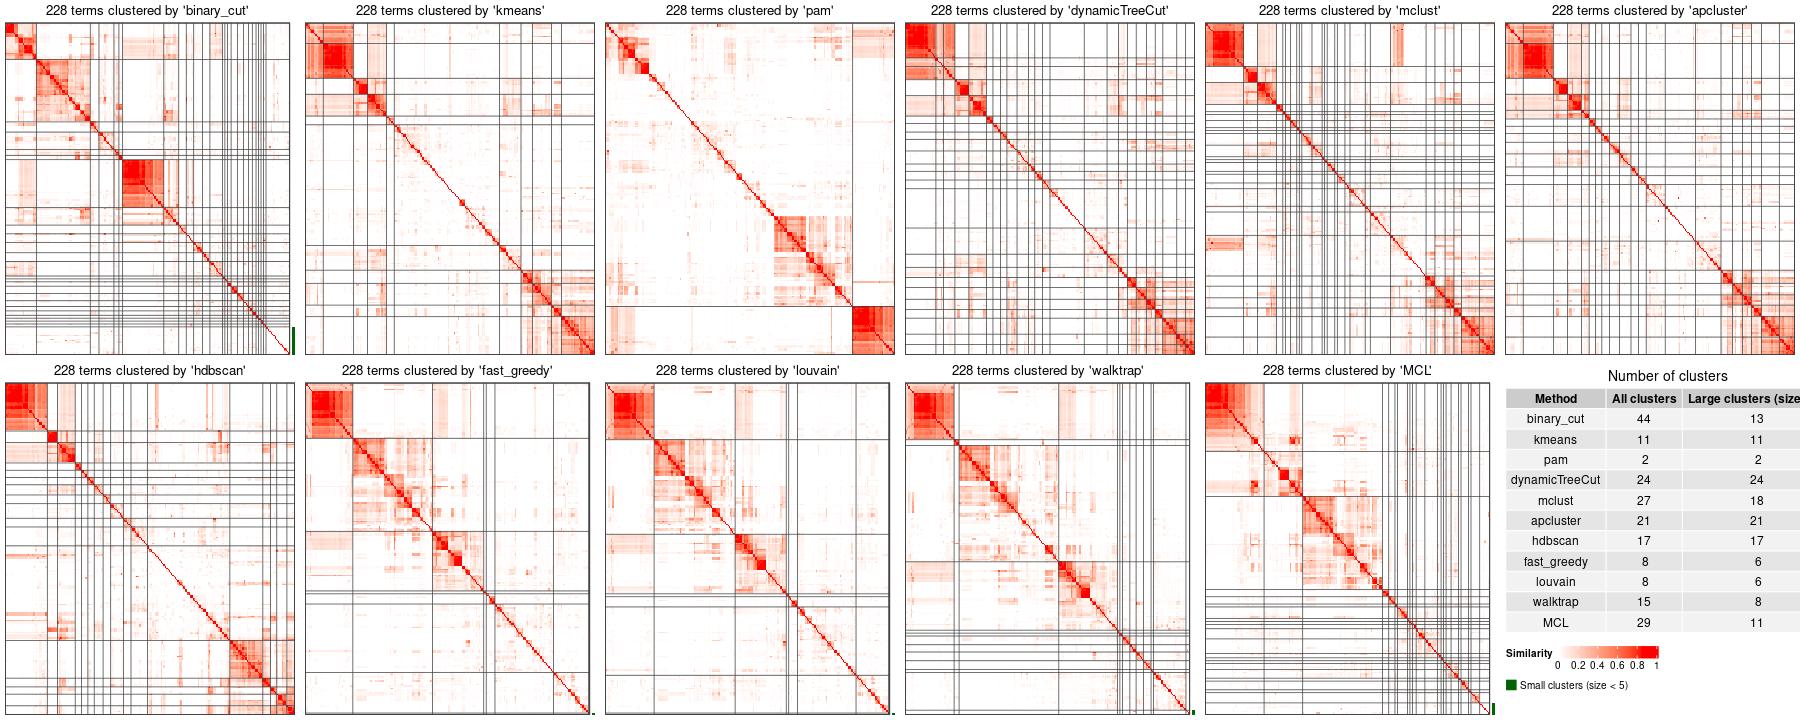 228 terms clustered by 'binary_cut'
228 terms clustered by 'kmeans'
228 terms clustered by 'pam'
228 terms clustered by 'dynamicTreeCut'
228 terms clustered by 'mclust'
228 terms clustered by 'apcluster'
228 terms clustered by 'hdbscan'
228 terms clustered by 'fast_greedy'
228 terms clustered by 'louvain'
228 terms clustered by 'walktrap'
228 terms clustered by 'MCL'
Number of clusters
Method All clusters Large clusters (size
binary_cut 44 13
kmeans 11 11
pam 2 2
dynamicTreeCut 24 24
mclust 27 18
apcluster 21 21
hdbscan 17 17
fast_greedy 8 6
louvain 8 6
walktrap 15 8
MCL 29 11
Similarity 0 0.2 0.4 0.6 0.8 1
Small clusters (size < 5)